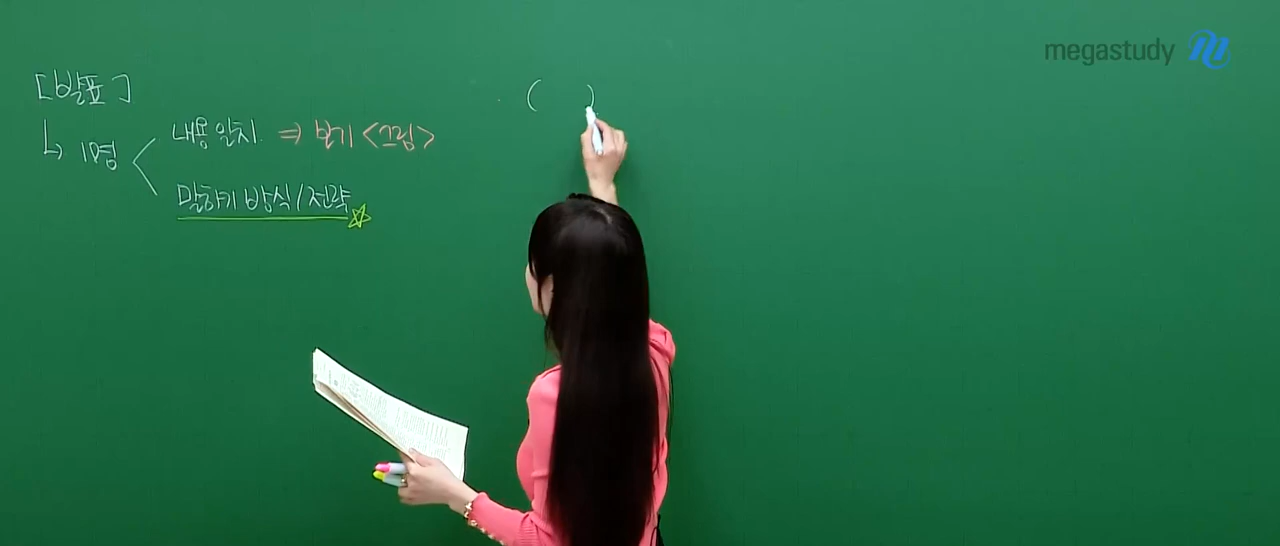 [발표]
↳ 1명
내용 일치. ⇒ 보기 <그림>
말하기 방식/전략 ☆
( )
megastudy